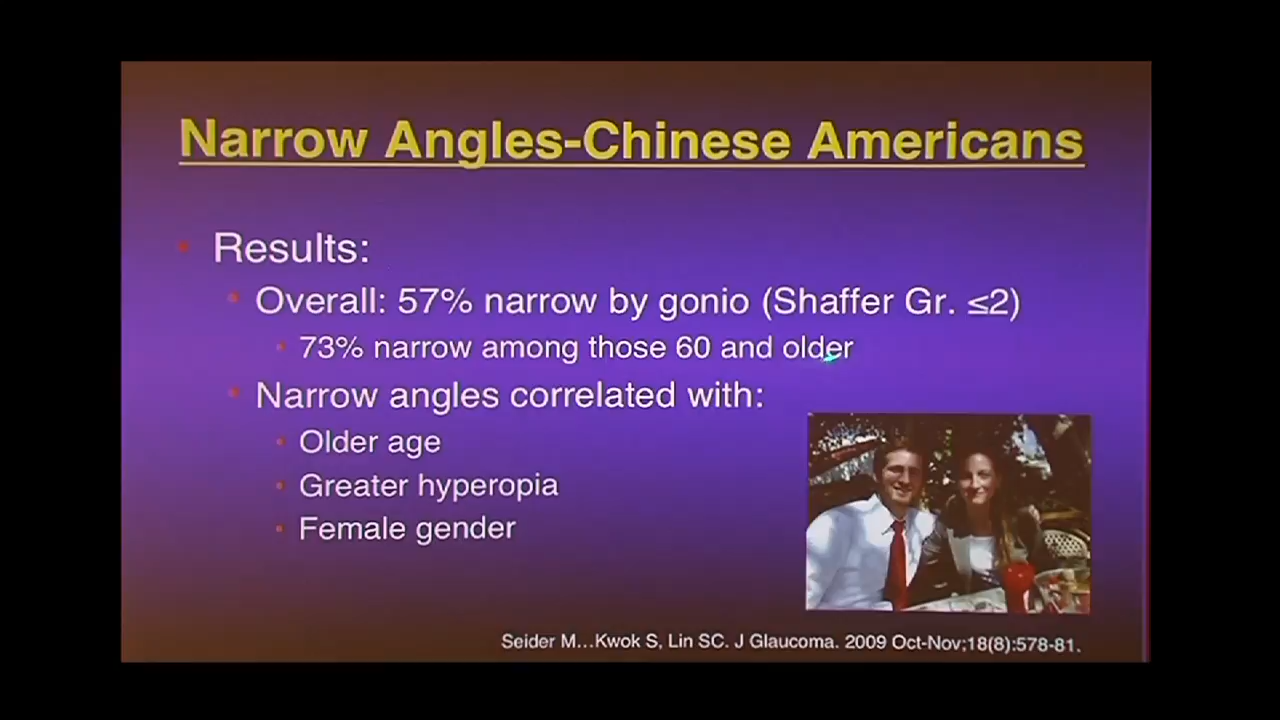 Narrow Angles-Chinese Americans
Results:
Overall: 57% narrow by gonio (Shaffer Gr. ≤2)
73% narrow among those 60 and older
Narrow angles correlated with:
Older age
Greater hyperopia
Female gender
Seider M...Kwok S, Lin SC. J Glaucoma. 2009 Oct-Nov;18(8):578-81.